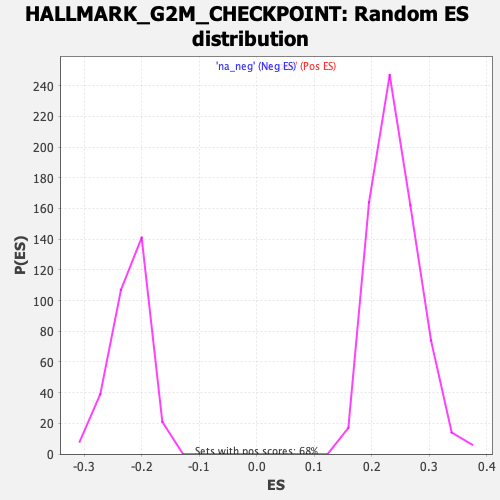 HALLMARK_G2M_CHECKPOINT: Random ES
distribution
'na_neg' (Neg ES)' (Pos ES)
240
220
200
180
160
140
120
100
80
60
40
20
0
P(ES)
Sets with pos scores: 68%
-0.3 -0.2 -0.1 0.0 0.1 0.2 0.3 0.4
ES